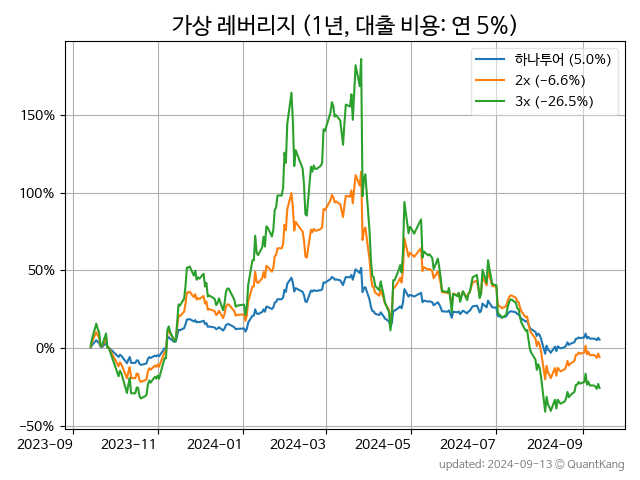 가상 레버리지 (1년, 대출 비용: 연 5%)
하나투어 (5.0%)
2x (−6.6%)
3x (−26.5%)
150%
100%
50%
0%
−50%
2023-09 2023-11 2024-01 2024-03 2024-05 2024-07 2024-09
updated: 2024-09-13 ⓒ QuantKang